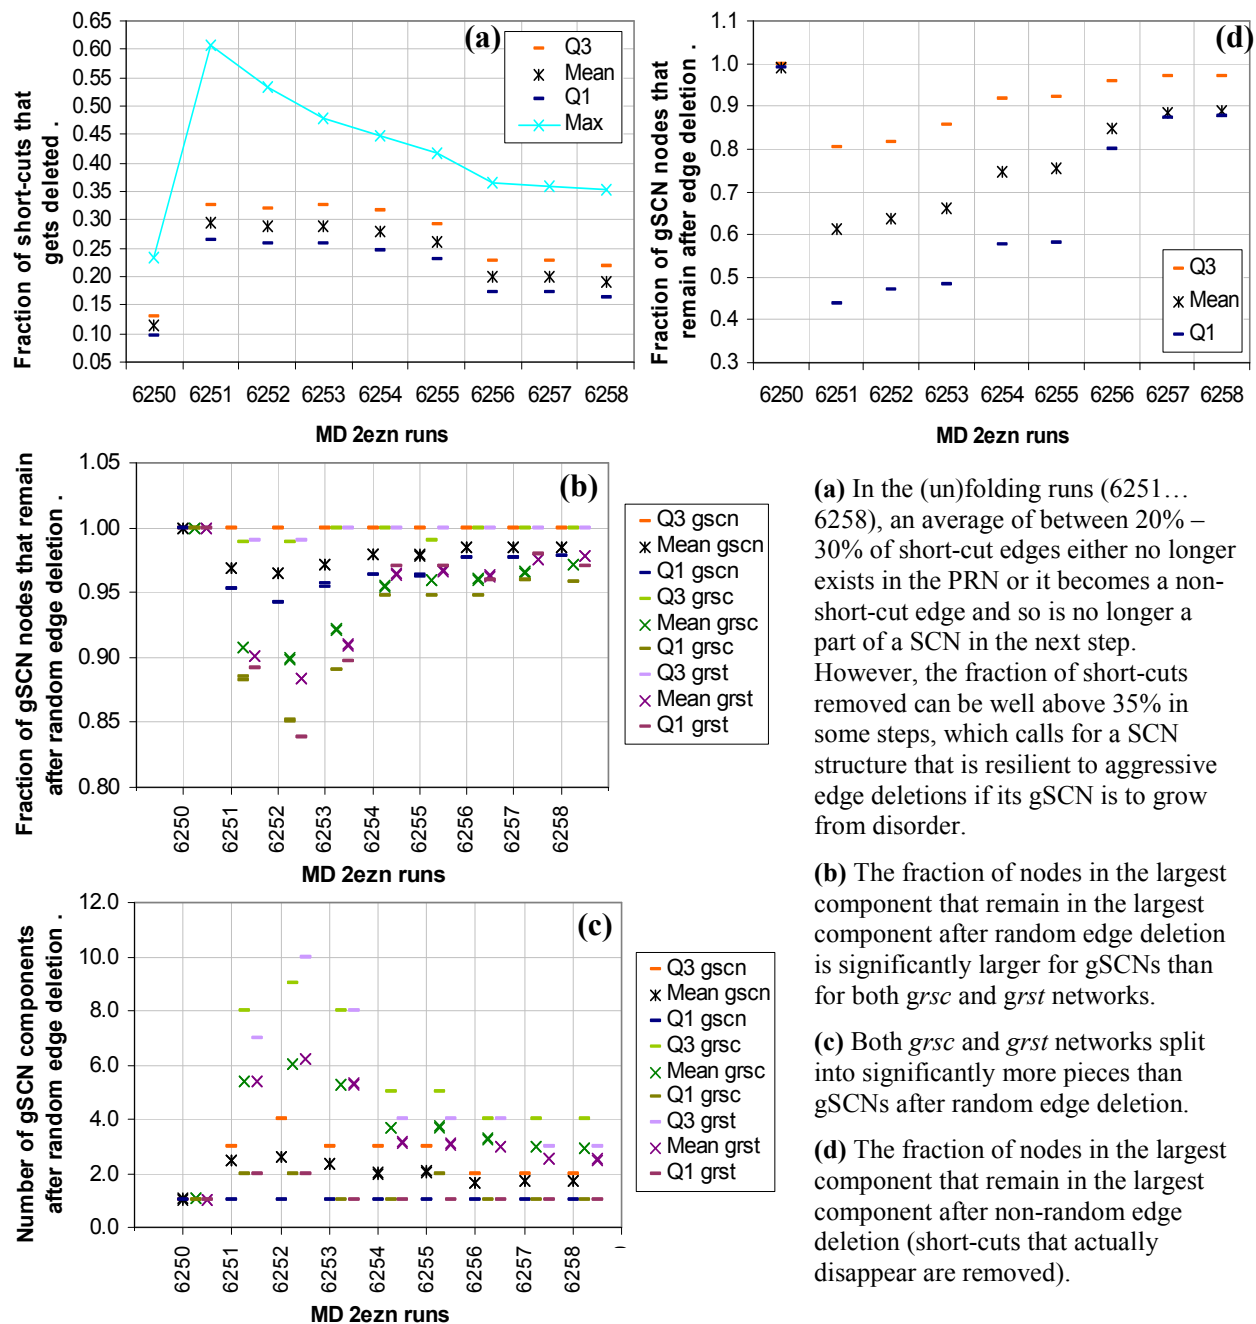 Fraction of short-cuts that
gets deleted .
0.65
0.60
0.55
0.50
0.45
0.40
0.35
0.30
0.25
0.20
0.15
0.10
0.05
(a)
Q3
Mean
Q1
Max
6250 6251 6252 6253 6254 6255 6256 6257 6258
MD 2ezn runs
Fraction of gSCN nodes that
remain after edge deletion .
1.1
1.0
0.9
0.8
0.7
0.6
0.5
0.4
0.3
(d)
Q3
Mean
Q1
6250 6251 6252 6253 6254 6255 6256 6257 6258
MD 2ezn runs
Fraction of gSCN nodes that remain
after random edge deletion .
1.05
1.00
0.95
0.90
0.85
0.80
(b)
Q3 gscn
Mean gscn
Q1 gscn
Q3 grsc
Mean grsc
Q1 grsc
Q3 grst
Mean grst
Q1 grst
6250 6251 6252 6253 6254 6255 6256 6257 6258
MD 2ezn runs
Number of gSCN components
after random edge deletion .
12.0
10.0
8.0
6.0
4.0
2.0
0.0
(c)
Q3 gscn
Mean gscn
Q1 gscn
Q3 grsc
Mean grsc
Q1 grsc
Q3 grst
Mean grst
Q1 grst
6250 6251 6252 6253 6254 6255 6256 6257 6258
MD 2ezn runs
(a) In the (un)folding runs (6251…
6258), an average of between 20% –
30% of short-cut edges either no longer
exists in the PRN or it becomes a non-
short-cut edge and so is no longer a
part of a SCN in the next step.
However, the fraction of short-cuts
removed can be well above 35% in
some steps, which calls for a SCN
structure that is resilient to aggressive
edge deletions if its gSCN is to grow
from disorder.
(b) The fraction of nodes in the largest
component that remain in the largest
component after random edge deletion
is significantly larger for gSCNs than
for both grsc and grst networks.
(c) Both grsc and grst networks split
into significantly more pieces than
gSCNs after random edge deletion.
(d) The fraction of nodes in the largest
component that remain in the largest
component after non-random edge
deletion (short-cuts that actually
disappear are removed).